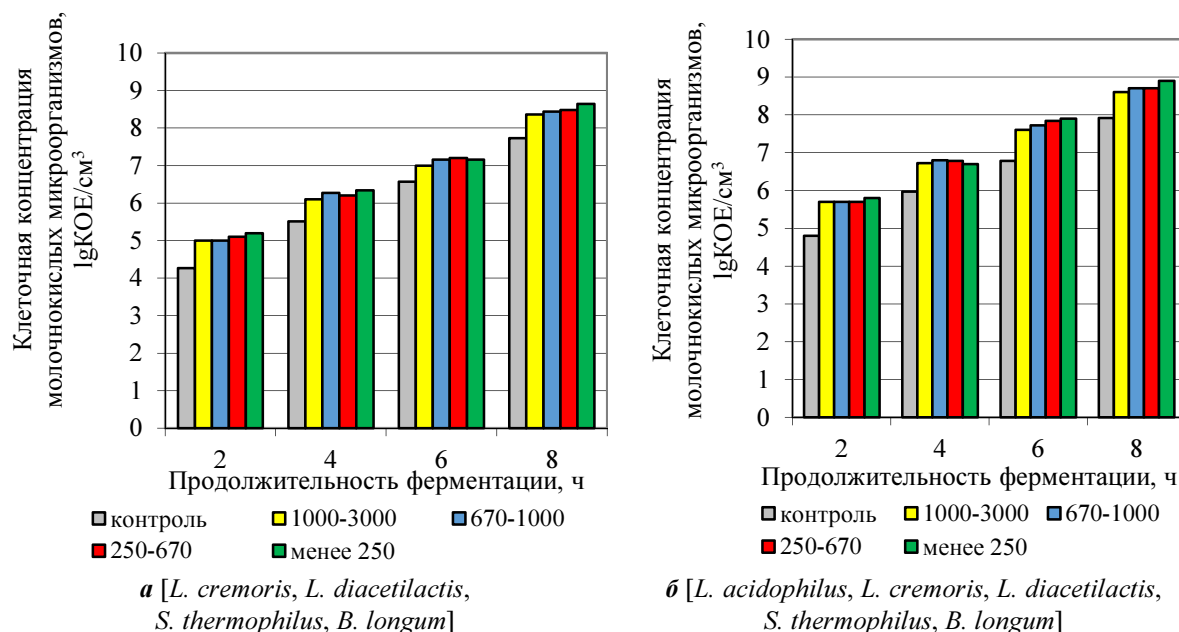 Клеточная концентрация
молочнокислых микроорганизмов,
lgКОЕ/см³
10
9
8
7
6
5
4
3
2
1
0
2 4 6 8
Продолжительность ферментации, ч
контроль 1000-3000 670-1000
250-670 менее 250
а [L. cremoris, L. diacetilactis,
S. thermophilus, B. longum]
Клеточная концентрация
молочнокислых микроорганизмов,
lgКОЕ/см³
10
9
8
7
6
5
4
3
2
1
0
2 4 6 8
Продолжительность ферментации, ч
контроль 1000-3000 670-1000
250-670 менее 250
б [L. acidophilus, L. cremoris, L. diacetilactis,
S. thermophilus, B. longum]